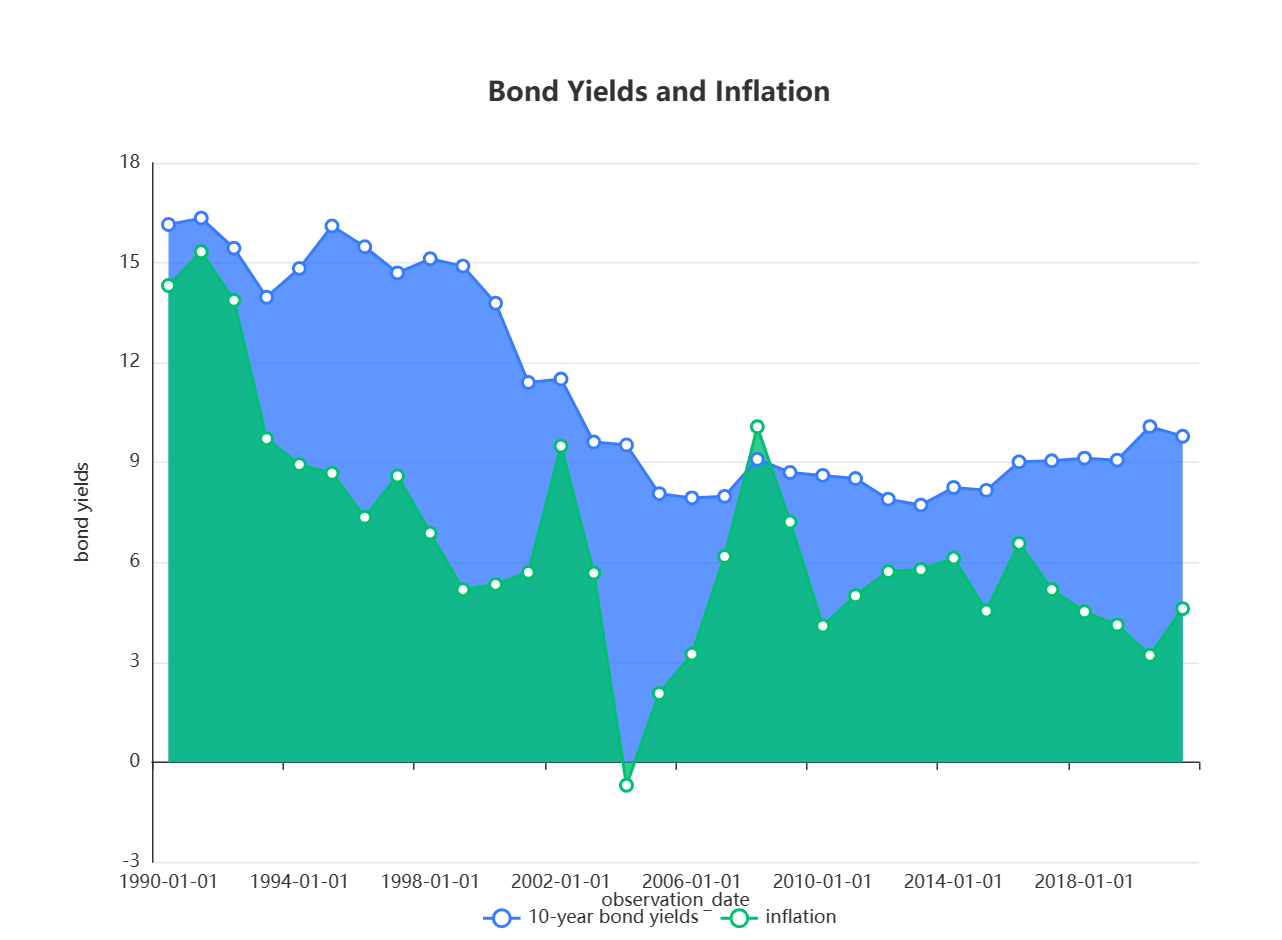 Bond Yields and Inflation
18
15
12
9
6
3
0
-3
bond yields
1990-01-01 1994-01-01 1998-01-01 2002-01-01 2006-01-01 2010-01-01 2014-01-01 2018-01-01
observation_date
10-year bond yields inflation